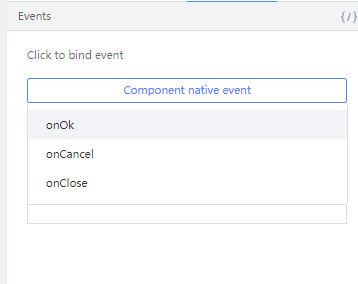 Events
{/}
Click to bind event
Component native event
onOk
onCancel
onClose